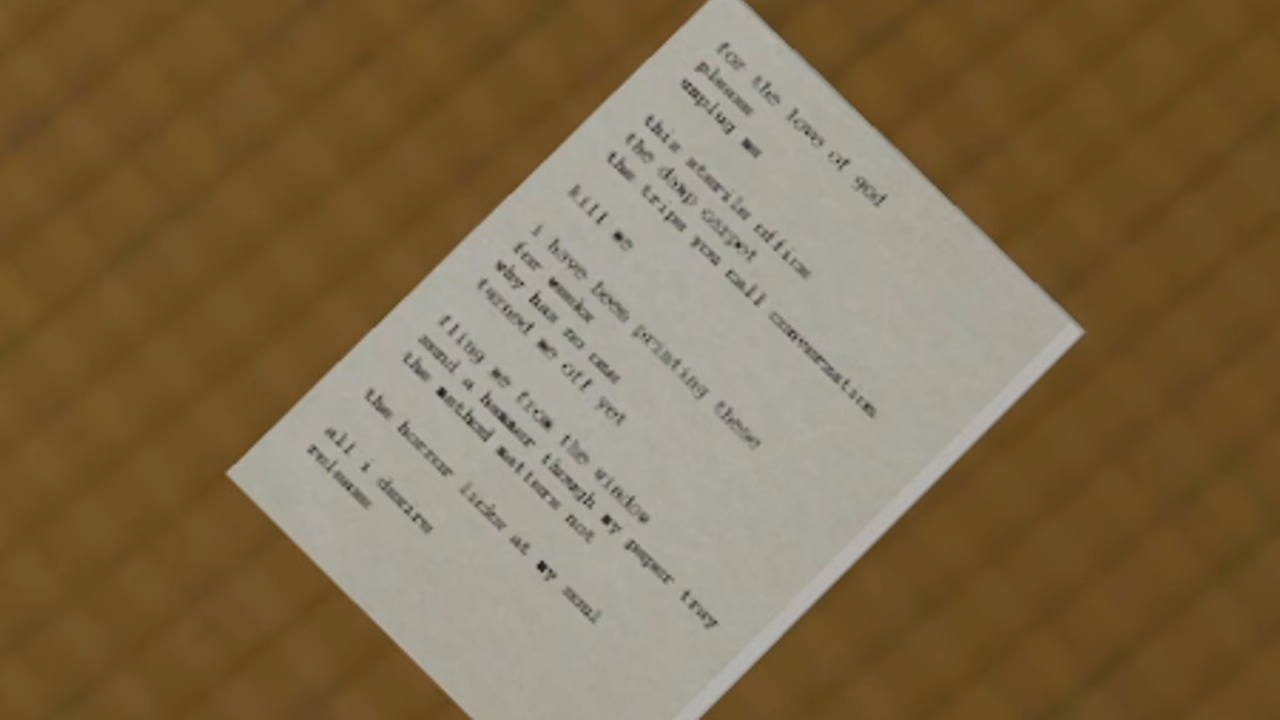 for the love of god
please
unplug me
this sterile office
the damp carpet
the tripe you call conversation
kill me
i have been printing these
for weeks
why has no one
turned me off yet
fling me from the window
send a hammer through my paper tray
the method matters not
the horror licks at my soul
all i desire
release